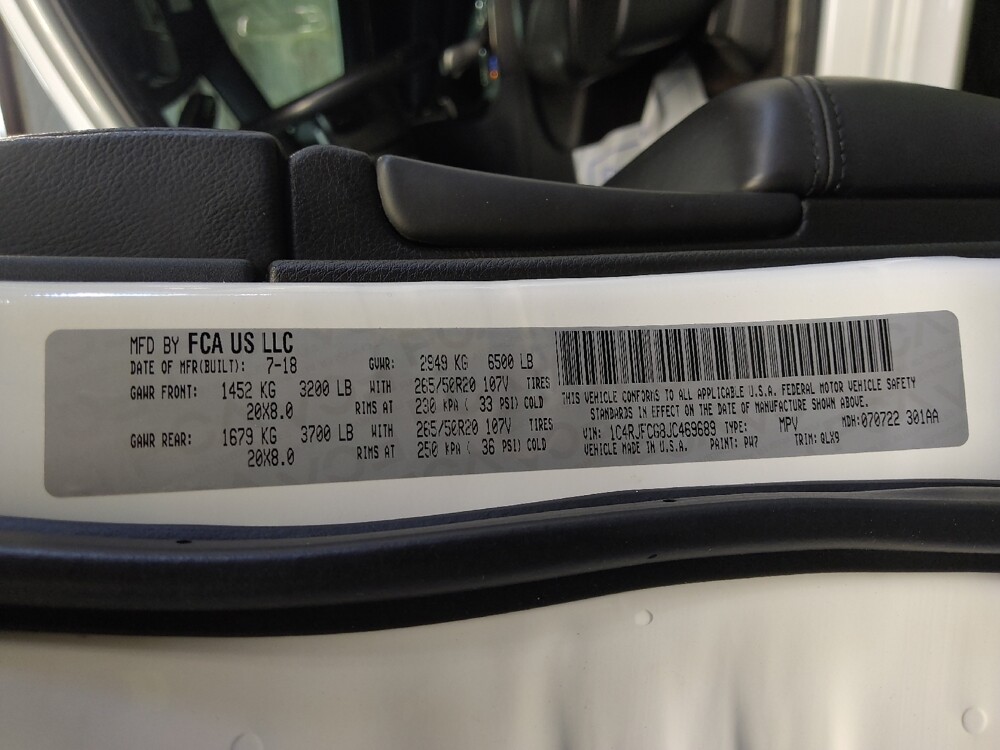 MFD BY FCA US LLC
DATE OF MFR(BUILT): 7-18 GVWR: 2949 KG 6500 LB
GAWR FRONT: 1452 KG 3200 LB WITH 265/50R20 107V TIRES
20X8.0 RIMS AT 230 KPA ( 33 PSI) COLD
GAWR REAR: 1679 KG 3700 LB WITH 265/50R20 107V TIRES
20X8.0 RIMS AT 250 KPA ( 36 PSI) COLD
THIS VEHICLE CONFORMS TO ALL APPLICABLE U.S.A. FEDERAL MOTOR VEHICLE SAFETY
STANDARDS IN EFFECT ON THE DATE OF MANUFACTURE SHOWN ABOVE.
VIN: 1C4RJFCG8JC469689 TYPE: MPV MDH: 070722 301AA
VEHICLE MADE IN U.S.A. PAINT: PW7 TRIM: QLX9